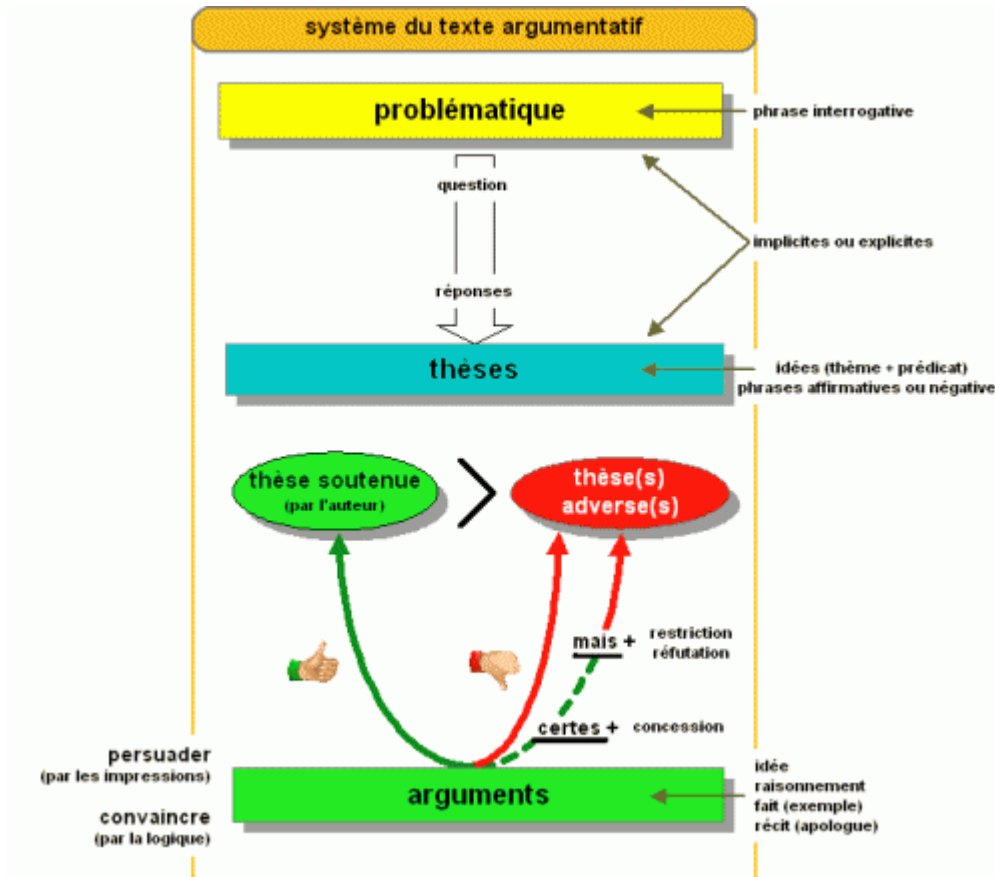 système du texte argumentatif
problématique
phrase interrogative
question
implicites ou explicites
réponses
thèses
idées (thème + prédicat)
phrases affirmatives ou négative
thèse soutenue
(par l'auteur)
>
thèse(s)
adverse(s)
mais + restriction
réfutation
certes + concession
persuader
(par les impressions)
convaincre
(par la logique)
arguments
idée
raisonnement
fait (exemple)
récit (apologue)